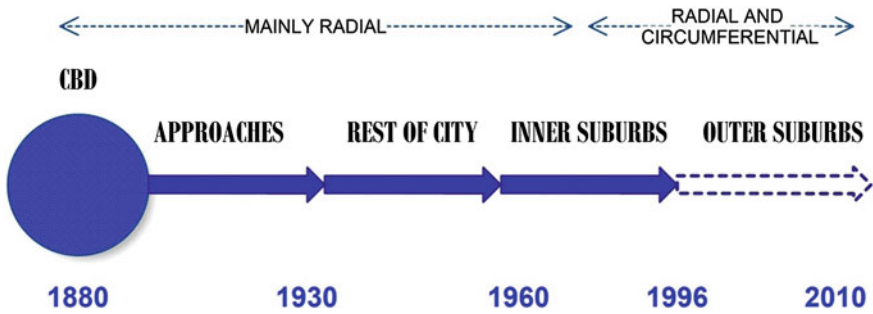 MAINLY RADIAL
RADIAL AND
CIRCUMFERENTIAL
CBD
APPROACHES REST OF CITY INNER SUBURBS OUTER SUBURBS
1880 1930 1960 1996 2010